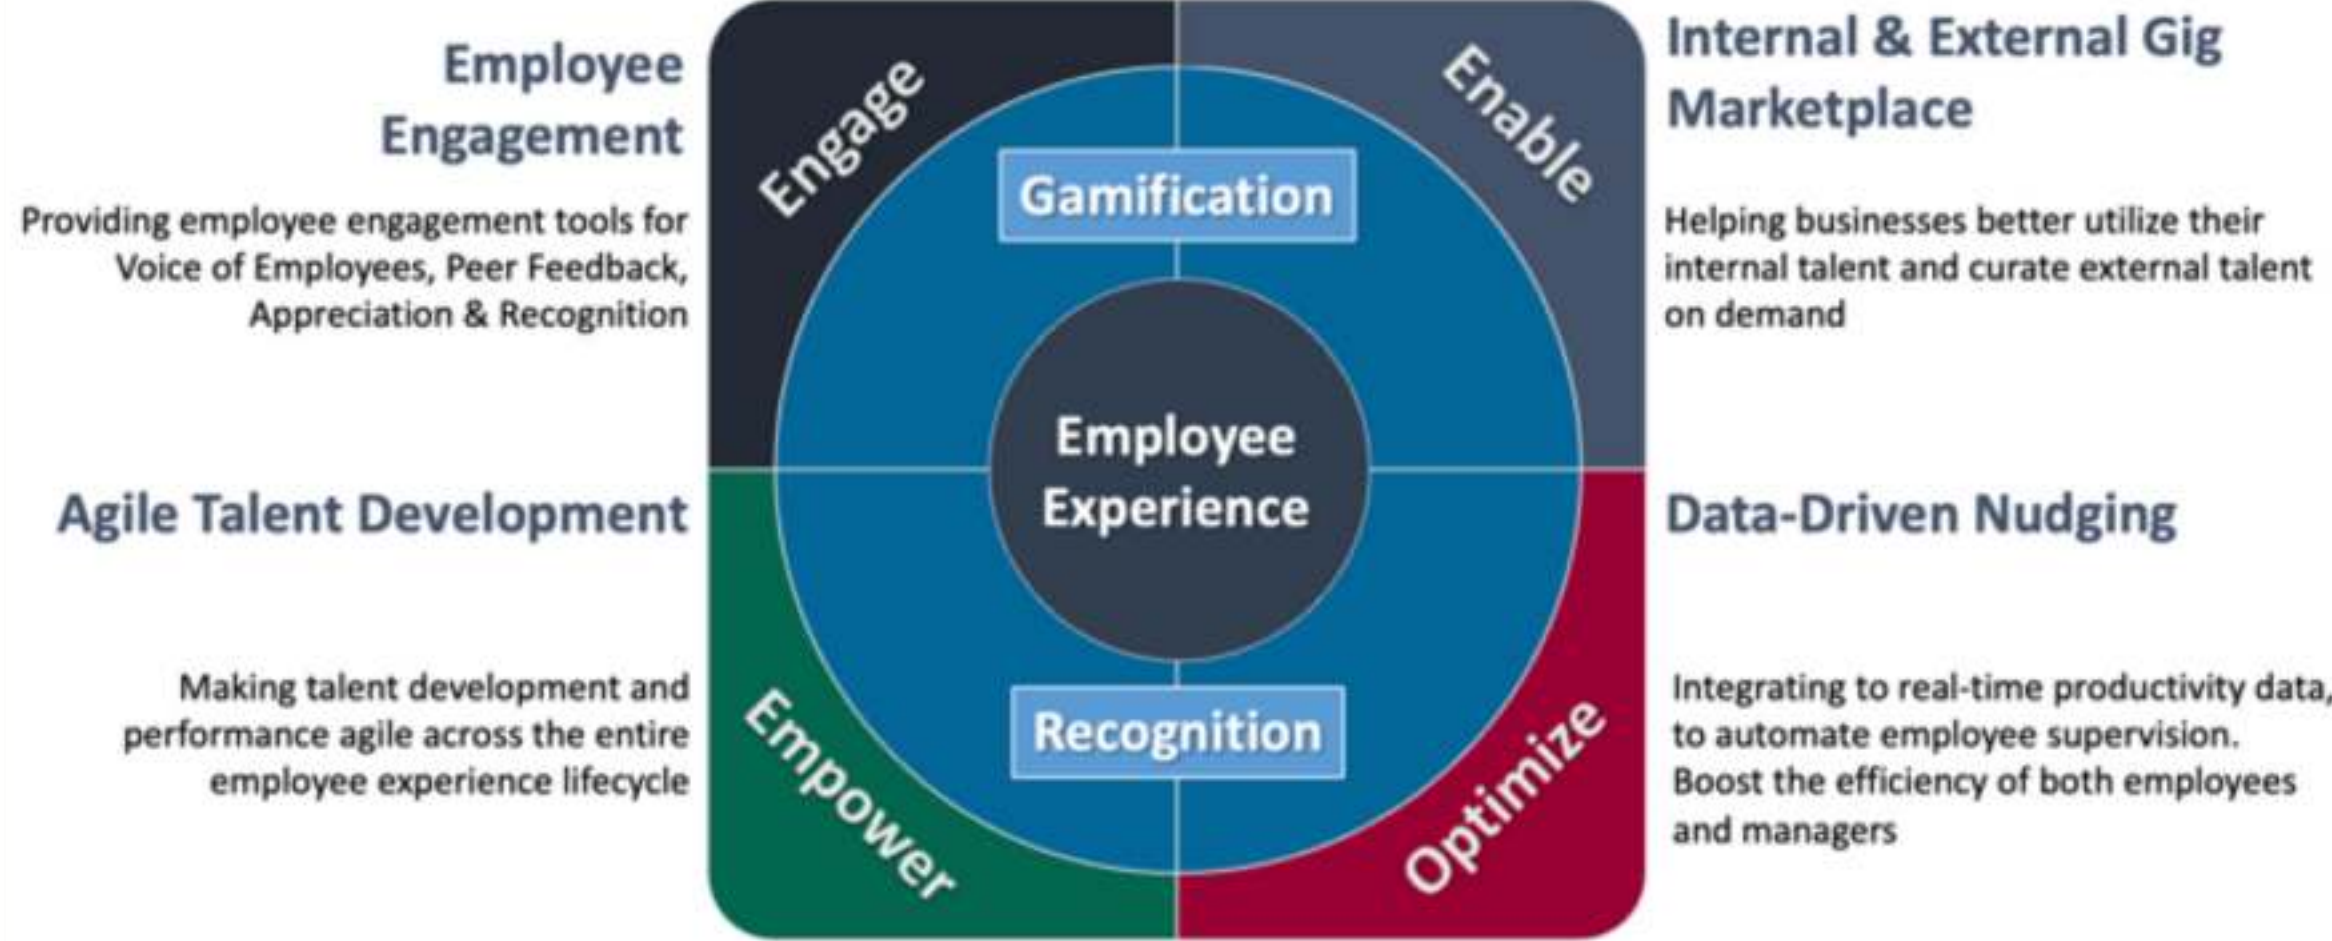 Employee
Engagement
Providing employee engagement tools for
Voice of Employees, Peer Feedback,
Appreciation & Recognition
Agile Talent Development
Making talent development and
performance agile across the entire
employee experience lifecycle
Engage
Enable
Gamification
Employee
Experience
Recognition
Empower
Optimize
Internal & External Gig
Marketplace
Helping businesses better utilize their
internal talent and curate external talent
on demand
Data-Driven Nudging
Integrating to real-time productivity data,
to automate employee supervision.
Boost the efficiency of both employees
and managers